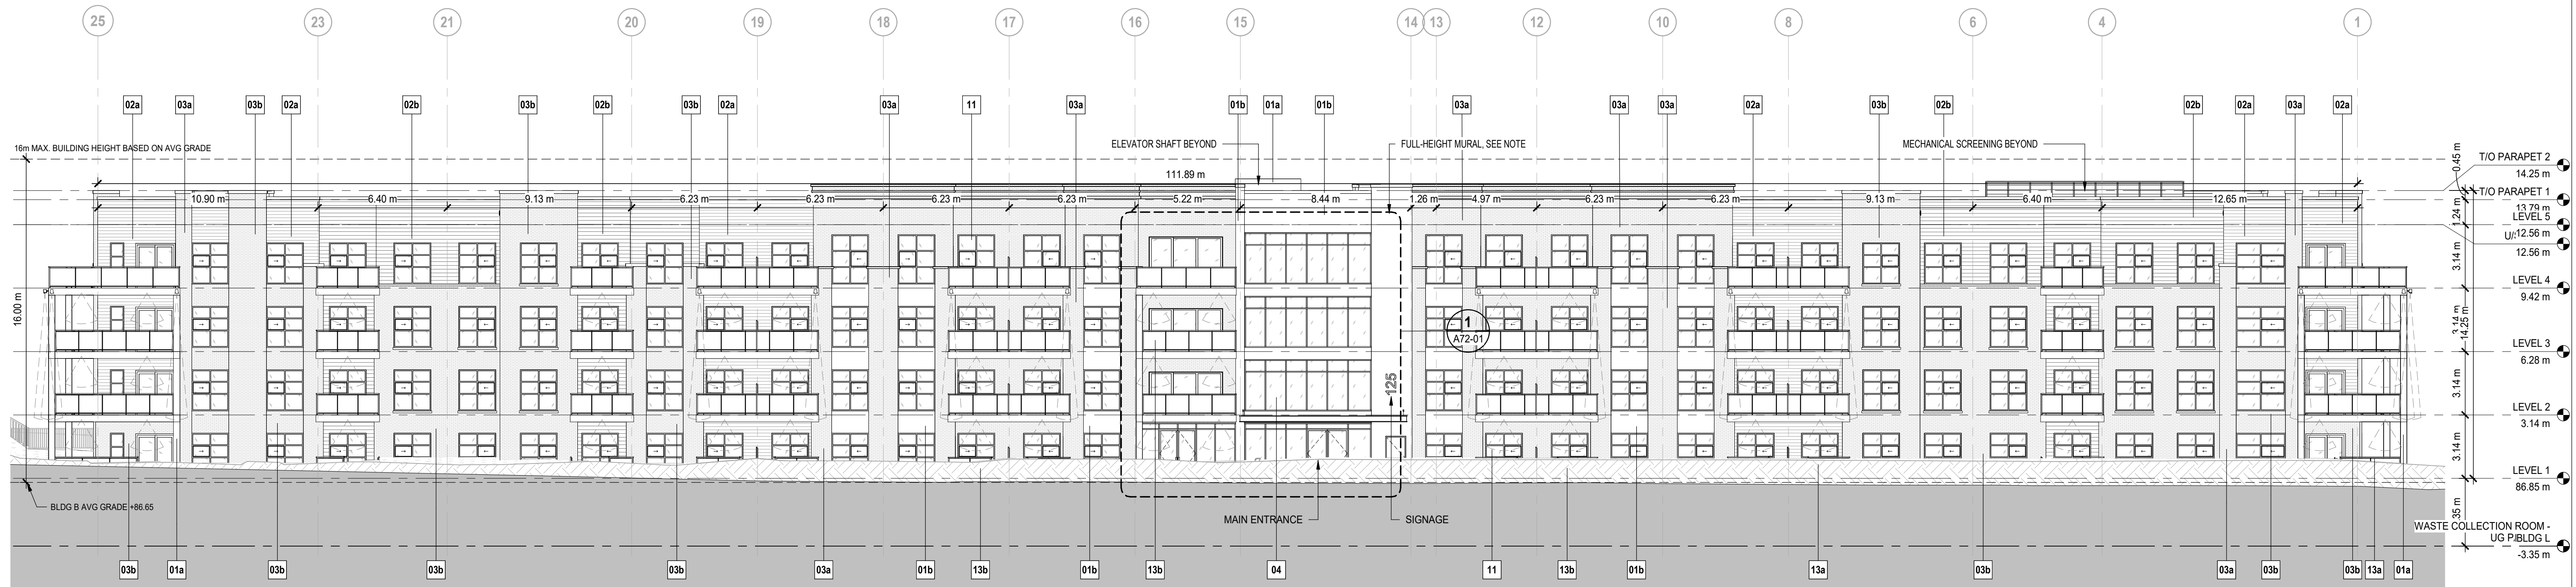 25 23 21 20 19 18 17 16 15 14 13 12 10 8 6 4 1
02a 03a 03b 02a 02b 03b 02b 03b 02a 03a 11 03a 01b 01a 01b 03a 03a 03a 02a 03b 02b 02b 02a 03a 02a
ELEVATOR SHAFT BEYOND
FULL-HEIGHT MURAL, SEE NOTE
MECHANICAL SCREENING BEYOND
16m MAX. BUILDING HEIGHT BASED ON AVG GRADE
111.89 m
10.90 m 6.40 m 9.13 m 6.23 m 6.23 m 6.23 m 6.23 m 5.22 m 8.44 m 1.26 m 4.97 m 6.23 m 6.23 m 9.13 m 6.40 m 12.65 m
T/O PARAPET 2
14.25 m
T/O PARAPET 1
13.79 m
LEVEL 5
12.56 m
U/
12.56 m
LEVEL 4
9.42 m
LEVEL 3
6.28 m
LEVEL 2
3.14 m
LEVEL 1
86.85 m
0.45 m
1.24 m
3.14 m
3.14 m
14.25 m
3.14 m
3.14 m
.35 m
16.00 m
1
A72-01
125
BLDG B AVG GRADE +86.65
MAIN ENTRANCE
SIGNAGE
WASTE COLLECTION ROOM -
UG P BLDG L
-3.35 m
03b 01a 03b 03b 03b 03a 01b 13b 01b 13b 04 11 13b 01b 13a 03b 03a 03b 03b 13a 01a